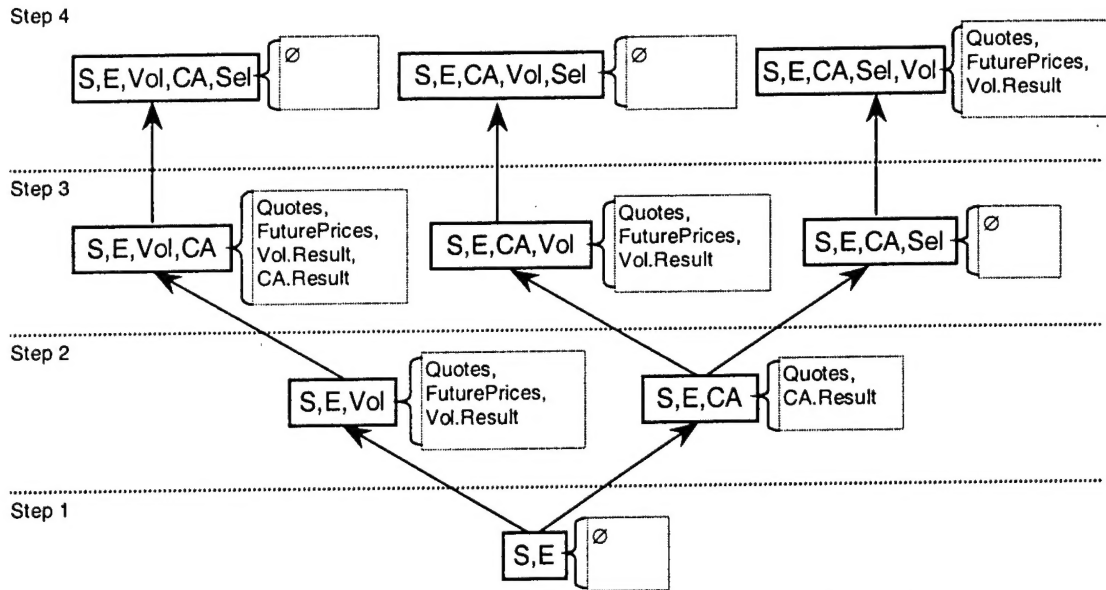 Step 4
S,E,Vol,CA,Sel
∅
S,E,CA,Vol,Sel
∅
S,E,CA,Sel,Vol
Quotes,
FuturePrices,
Vol.Result
Step 3
S,E,Vol,CA
Quotes,
FuturePrices,
Vol.Result,
CA.Result
S,E,CA,Vol
Quotes,
FuturePrices,
Vol.Result
S,E,CA,Sel
∅
Step 2
S,E,Vol
Quotes,
FuturePrices,
Vol.Result
S,E,CA
Quotes,
CA.Result
Step 1
S,E
∅